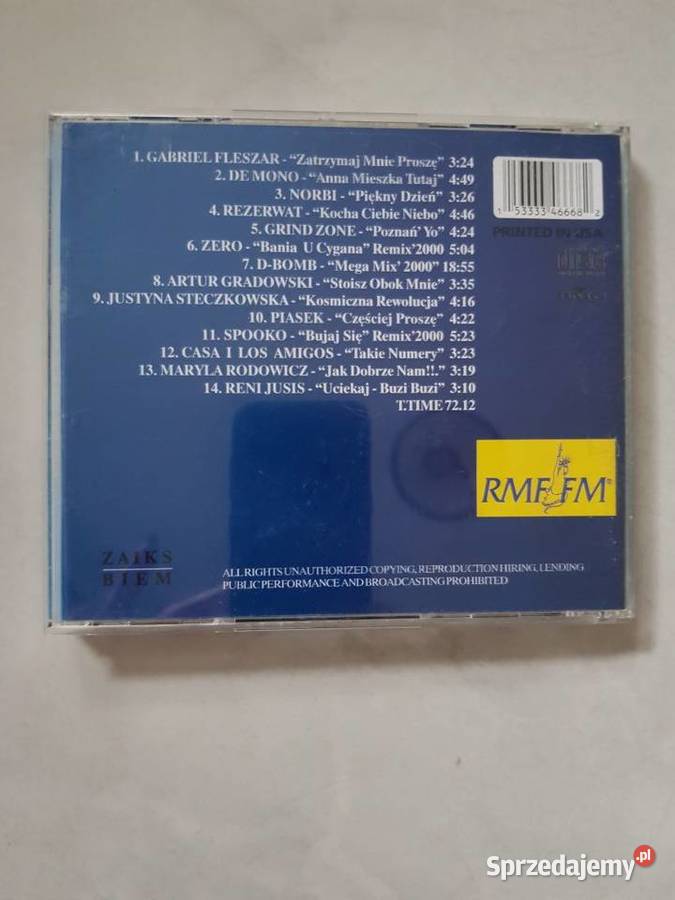 1. GABRIEL FLESZAR - “Zatrzymaj Mnie Proszę” 3:24
2. DE MONO - “Anna Mieszka Tutaj” 4:49
3. NORBI - “Piękny Dzień” 3:26
4. REZERWAT - “Kocha Ciebie Niebo” 4:46
5. GRIND ZONE - “Poznań' Yo” 4:24
6. ZERO - “Bania U Cygana” Remix'2000 5:04
7. D-BOMB - “Mega Mix' 2000” 18:55
8. ARTUR GRADOWSKI - “Stoisz Obok Mnie” 3:35
9. JUSTYNA STECZKOWSKA - “Kosmiczna Rewolucja” 4:16
10. PIASEK - “Częściej Proszę” 4:22
11. SPOOKO - “Bujaj Się” Remix'2000 5:23
12. CASA I LOS AMIGOS - “Takie Numery” 3:23
13. MARYLA RODOWICZ - “Jak Dobrze Nam!!.” 3:19
14. RENI JUSIS - “Uciekaj - Buzi Buzi” 3:10
T.TIME 72.12
1 53333 46668 2
PRINTED IN USA
RMF FM®
ZAIKS
BIEM
ALL RIGHTS UNAUTHORIZED COPYING, REPRODUCTION HIRING, LENDING
PUBLIC PERFORMANCE AND BROADCASTING PROHIBITED
Sprzedajemy.pl